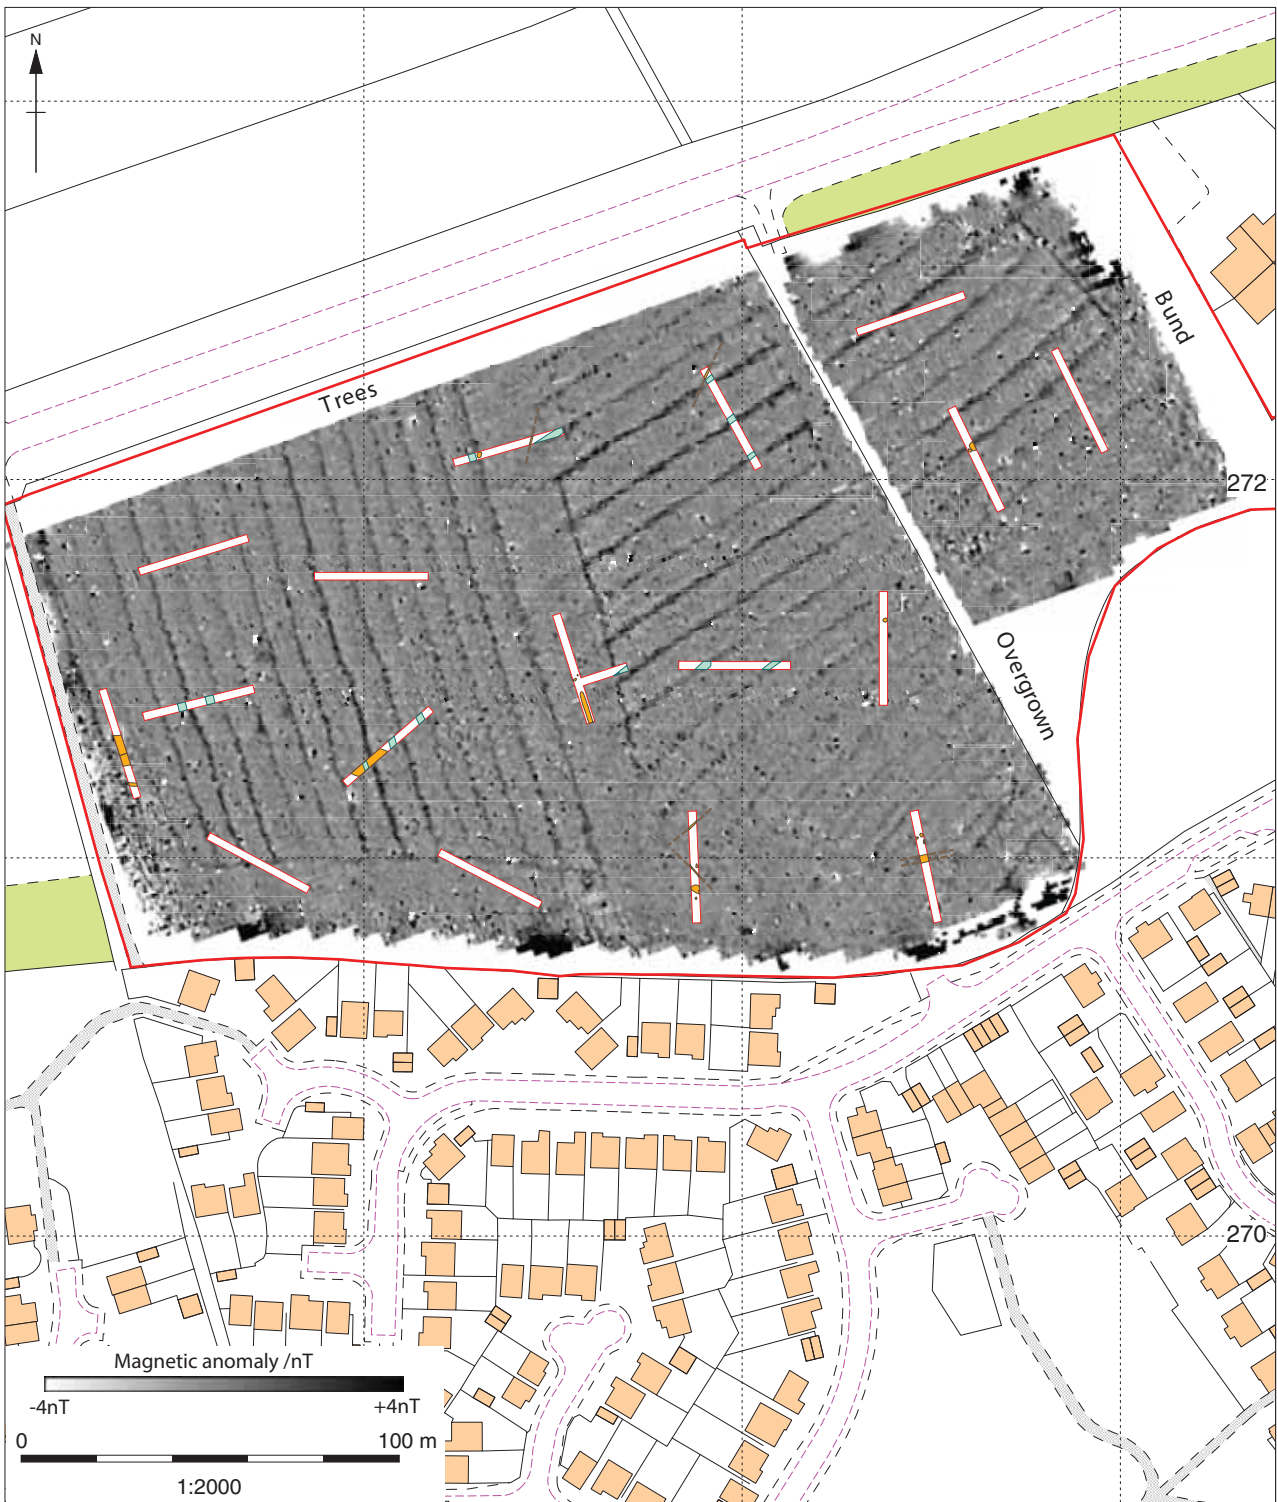 N
Bund
Trees
272
Overgrown
270
Magnetic anomaly /nT
-4nT +4nT
0 100 m
1:2000